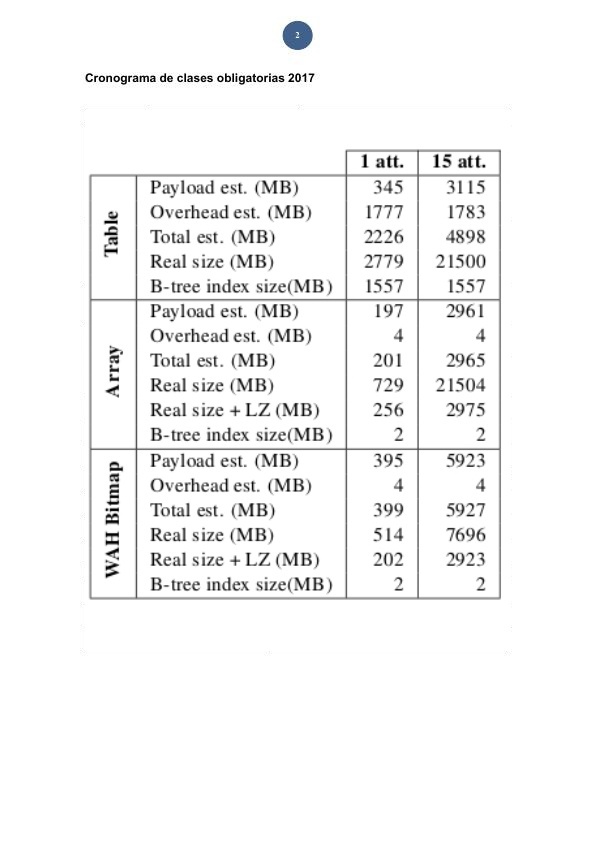 2
Cronograma de clases obligatorias 2017
1 att. 15 att.
Table
Payload est. (MB) 345 3115
Overhead est. (MB) 1777 1783
Total est. (MB) 2226 4898
Real size (MB) 2779 21500
B-tree index size(MB) 1557 1557
Array
Payload est. (MB) 197 2961
Overhead est. (MB) 4 4
Total est. (MB) 201 2965
Real size (MB) 729 21504
Real size + LZ (MB) 256 2975
B-tree index size(MB) 2 2
WAH Bitmap
Payload est. (MB) 395 5923
Overhead est. (MB) 4 4
Total est. (MB) 399 5927
Real size (MB) 514 7696
Real size + LZ (MB) 202 2923
B-tree index size(MB) 2 2